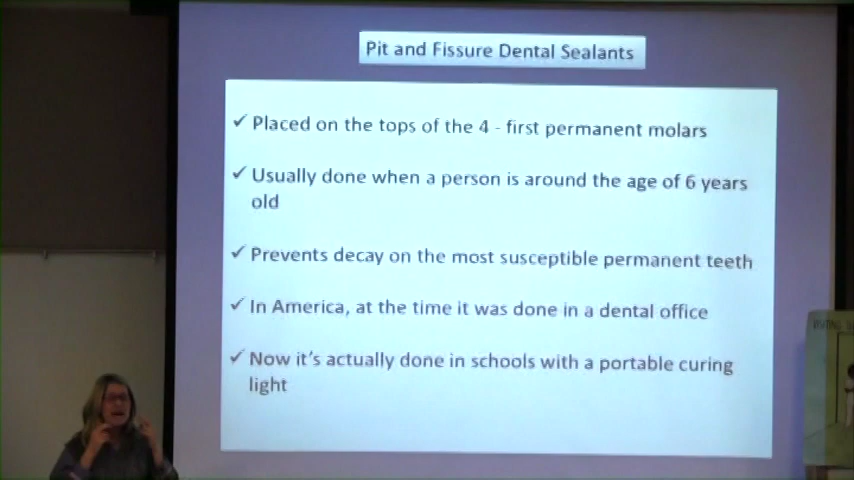 Pit and Fissure Dental Sealants
✓ Placed on the tops of the 4 - first permanent molars
✓ Usually done when a person is around the age of 6 years
old
✓ Prevents decay on the most susceptible permanent teeth
✓ In America, at the time it was done in a dental office
✓ Now it's actually done in schools with a portable curing
light